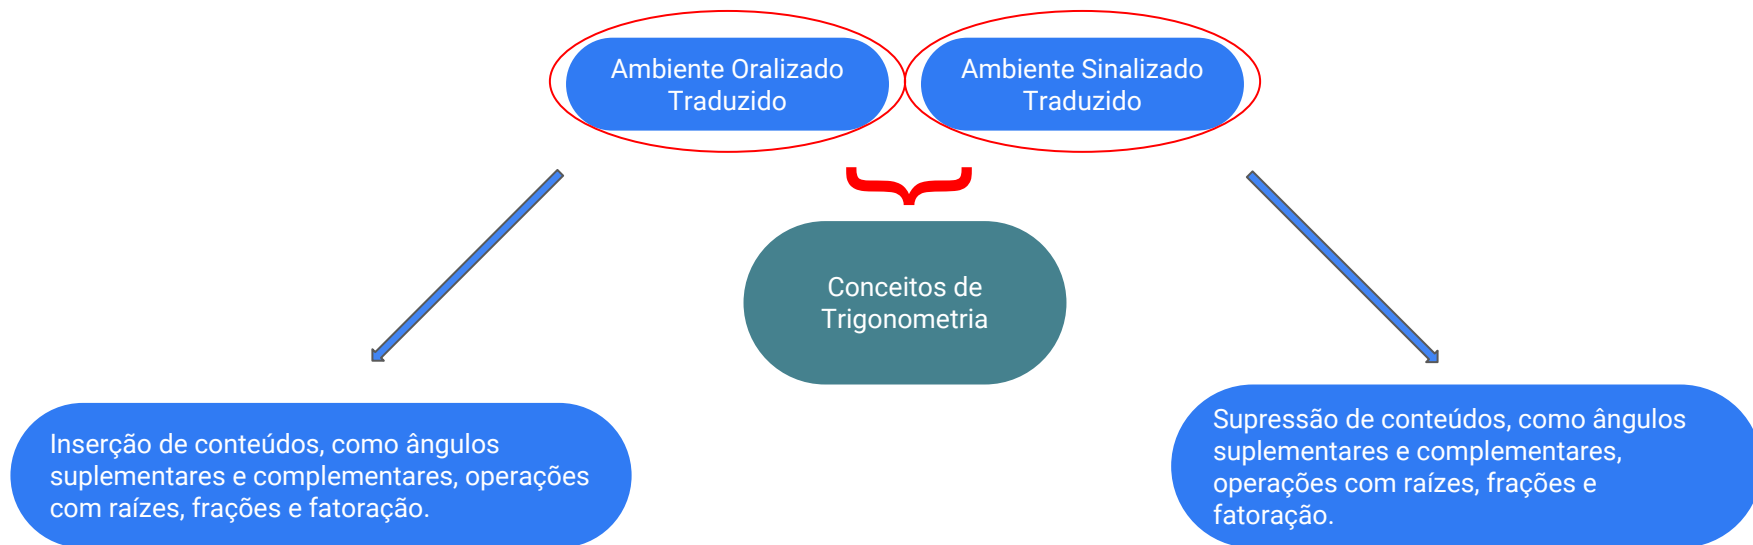 Ambiente Oralizado
Traduzido
Ambiente Sinalizado
Traduzido
Conceitos de
Trigonometria
Inserção de conteúdos, como ângulos
suplementares e complementares, operações
com raízes, frações e fatoração.
Supressão de conteúdos, como ângulos
suplementares e complementares,
operações com raízes, frações e
fatoração.